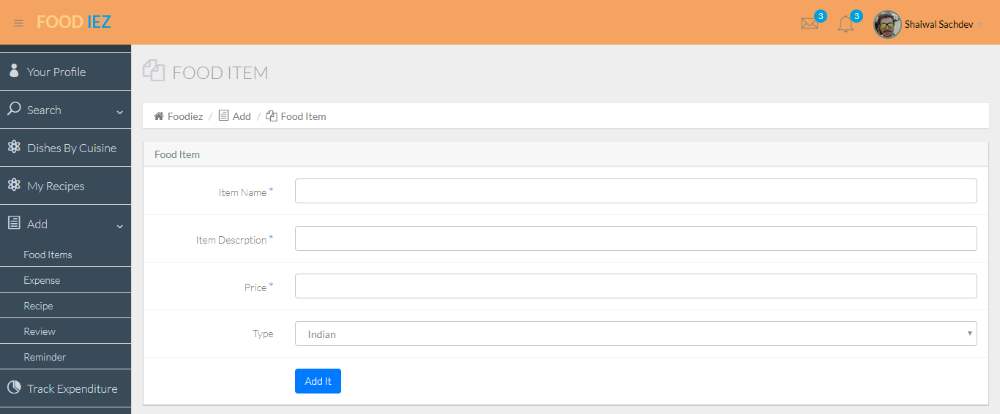 FOOD IEZ
3
3
Shaiwal Sachdev
Your Profile
Search
Dishes By Cuisine
My Recipes
Add
Food Items
Expense
Recipe
Review
Reminder
Track Expenditure
FOOD ITEM
Foodiez / Add / Food Item
Food Item
Item Name *
Item Descrption *
Price *
Type
Indian
Add It